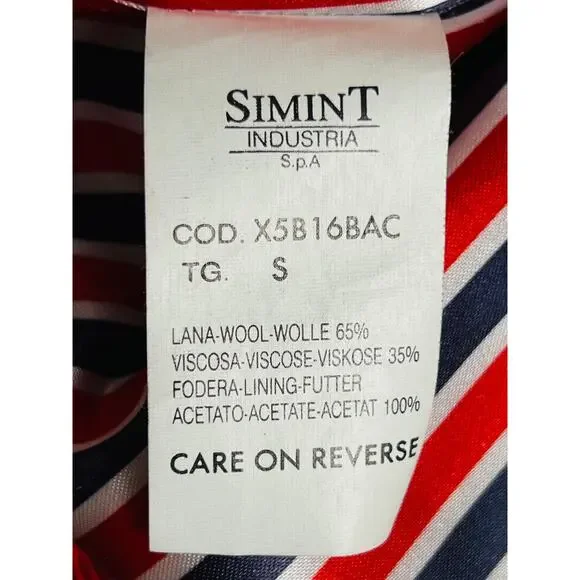 SIMINT
INDUSTRIA
S.p.A
COD. X5B16BAC
TG. S
LANA-WOOL-WOLLE 65%
VISCOSA-VISCOSE-VISKOSE 35%
FODERA-LINING-FUTTER
ACETATO-ACETATE-ACETAT 100%
CARE ON REVERSE